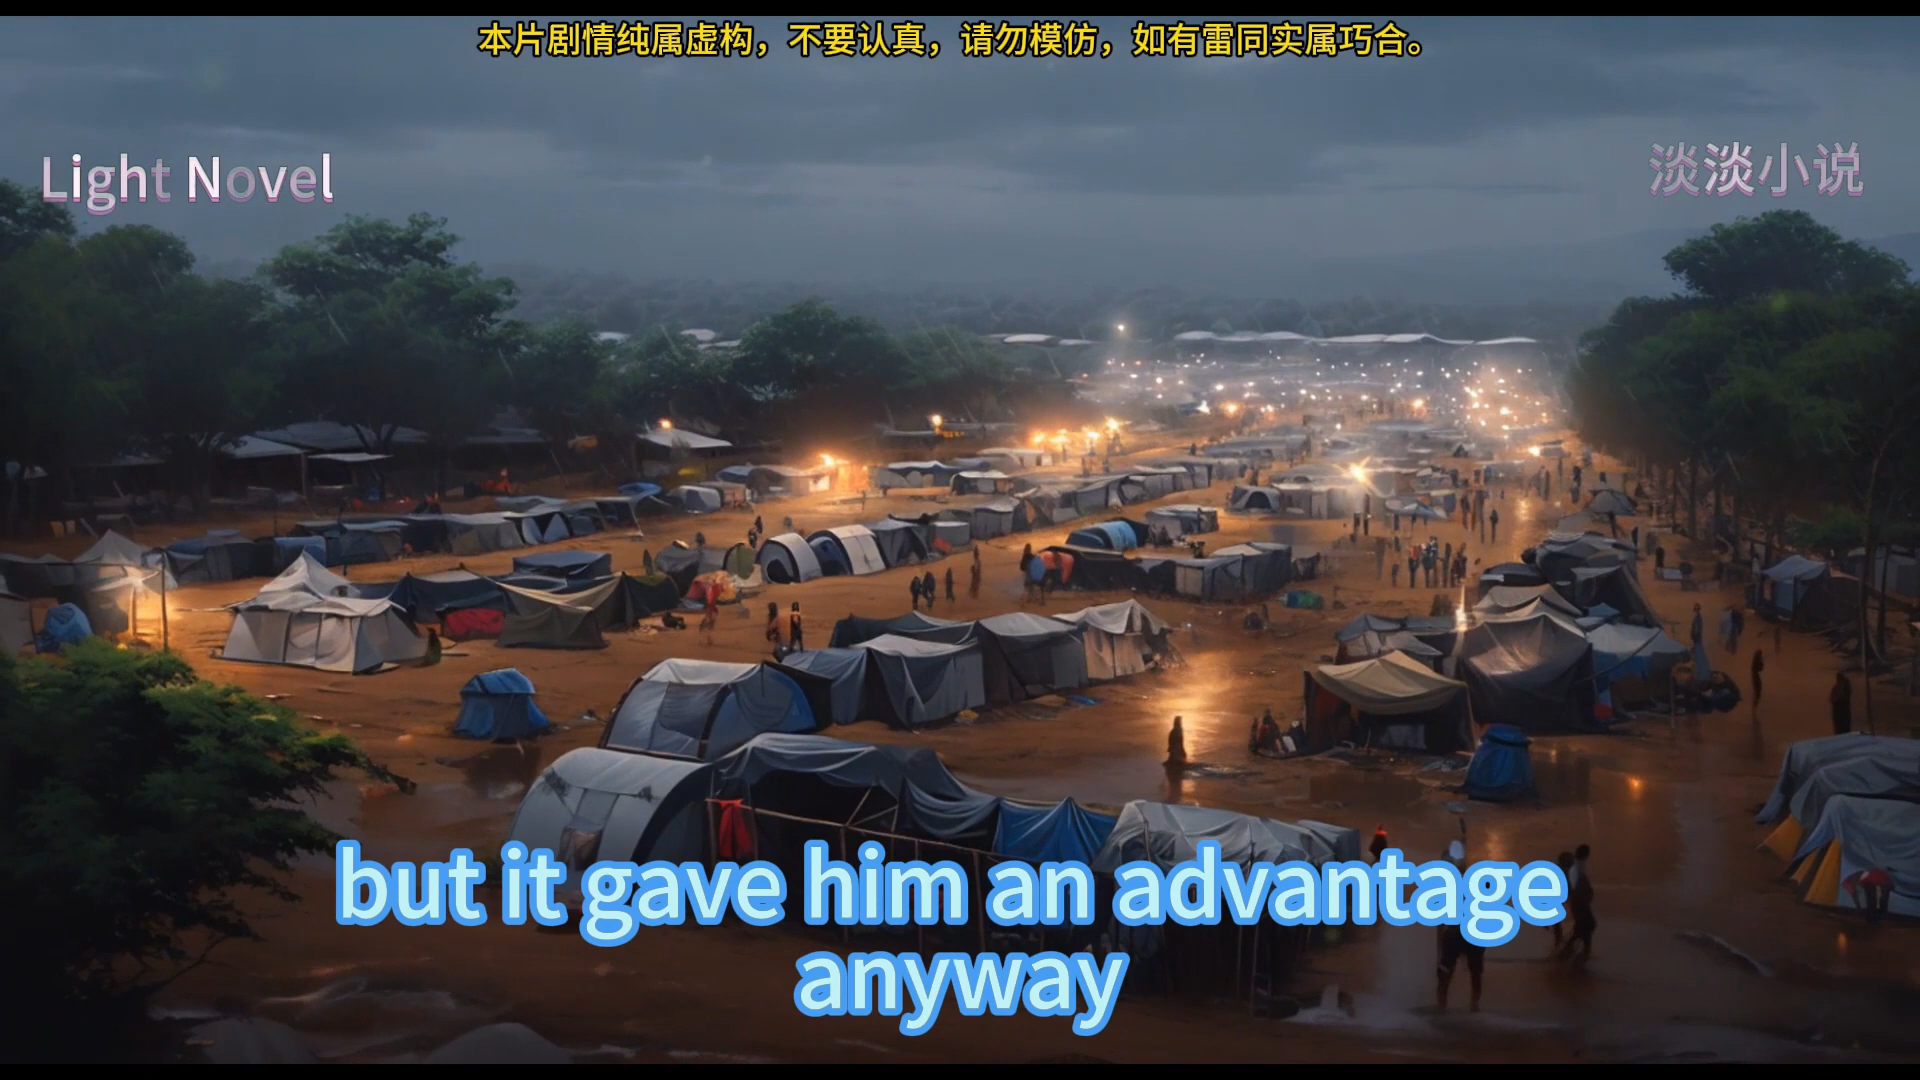 本片剧情纯属虚构，不要认真，请勿模仿，如有雷同实属巧合。
Light Novel
淡淡小说
but it gave him an advantage
anyway